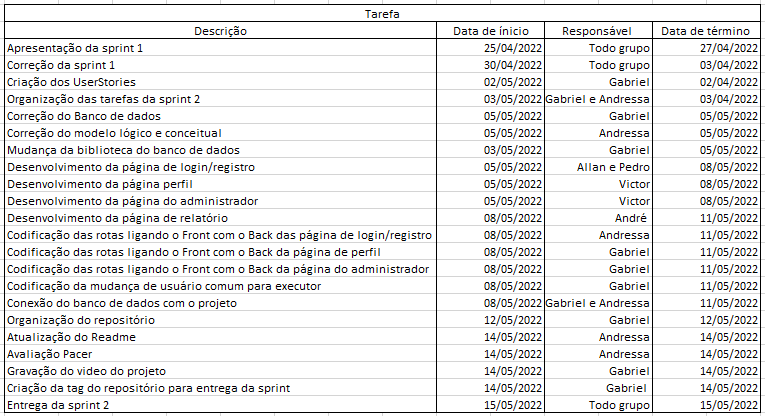 Tarefa
Descrição Data de ínicio Responsável Data de término
Apresentação da sprint 1 25/04/2022 Todo grupo 27/04/2022
Correção da sprint 1 30/04/2022 Todo grupo 03/04/2022
Criação dos UserStories 02/05/2022 Gabriel 02/04/2022
Organização das tarefas da sprint 2 03/05/2022 Gabriel e Andressa 03/04/2022
Correção do Banco de dados 05/05/2022 Gabriel 05/05/2022
Correção do modelo lógico e conceitual 05/05/2022 Andressa 05/05/2022
Mudança da biblioteca do banco de dados 03/05/2022 Gabriel 05/05/2022
Desenvolvimento da página de login/registro 05/05/2022 Allan e Pedro 08/05/2022
Desenvolvimento da página perfil 05/05/2022 Victor 08/05/2022
Desenvolvimento da página do administrador 05/05/2022 Victor 08/05/2022
Desenvolvimento da página de relatório 08/05/2022 André 11/05/2022
Codificação das rotas ligando o Front com o Back das página de login/registro 08/05/2022 Andressa 11/05/2022
Codificação das rotas ligando o Front com o Back da página de perfil 08/05/2022 Gabriel 11/05/2022
Codificação das rotas ligando o Front com o Back da página do administrador 08/05/2022 Gabriel 11/05/2022
Codificação da mudança de usuário comum para executor 08/05/2022 Gabriel 11/05/2022
Conexão do banco de dados com o projeto 08/05/2022 Gabriel e Andressa 11/05/2022
Organização do repositório 12/05/2022 Gabriel 12/05/2022
Atualização do Readme 14/05/2022 Andressa 14/05/2022
Avaliação Pacer 14/05/2022 Andressa 14/05/2022
Gravação do video do projeto 14/05/2022 Gabriel 14/05/2022
Criação da tag do repositório para entrega da sprint 14/05/2022 Gabriel 14/05/2022
Entrega da sprint 2 15/05/2022 Todo grupo 15/05/2022